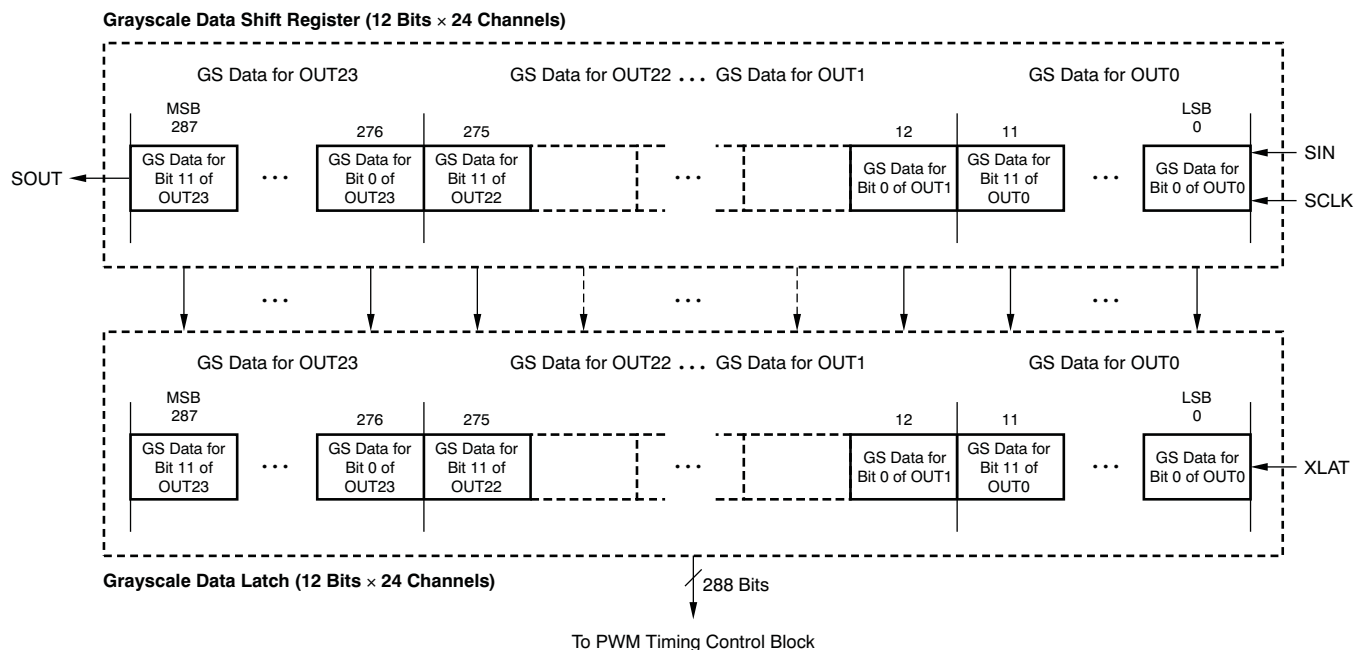 Grayscale Data Shift Register (12 Bits × 24 Channels)
GS Data for OUT23
GS Data for OUT22 ... GS Data for OUT1
GS Data for OUT0
MSB
287
276
275
12
11
LSB
0
SOUT
GS Data for
Bit 11 of
OUT23
...
GS Data for
Bit 0 of
OUT23
GS Data for
Bit 11 of
OUT22
...
GS Data for
Bit 0 of OUT1
GS Data for
Bit 11 of
OUT0
...
GS Data for
Bit 0 of OUT0
SIN
SCLK
...
...
...
GS Data for OUT23
GS Data for OUT22 ... GS Data for OUT1
GS Data for OUT0
MSB
287
276
275
12
11
LSB
0
GS Data for
Bit 11 of
OUT23
...
GS Data for
Bit 0 of
OUT23
GS Data for
Bit 11 of
OUT22
...
GS Data for
Bit 0 of OUT1
GS Data for
Bit 11 of
OUT0
...
GS Data for
Bit 0 of OUT0
XLAT
Grayscale Data Latch (12 Bits × 24 Channels)
288 Bits
To PWM Timing Control Block